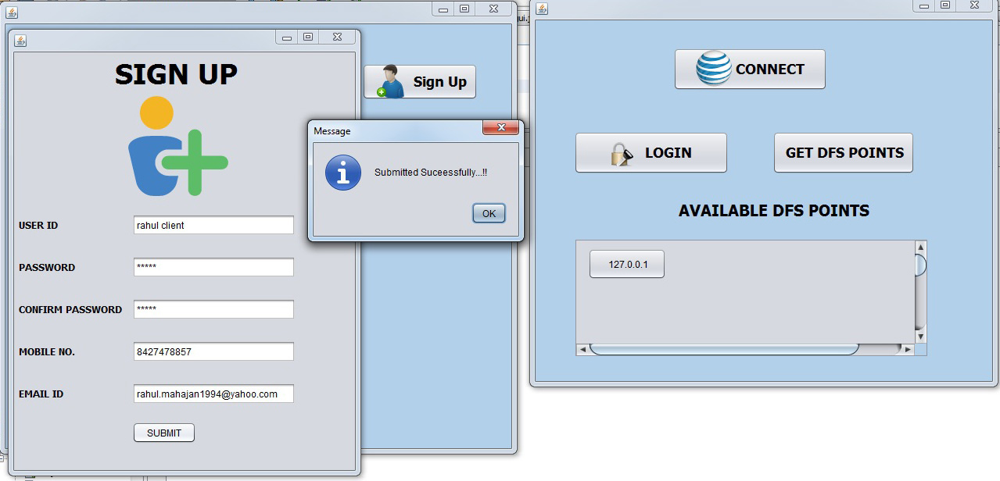 SIGN UP
Sign Up
Message
Submitted Suceessfully...!!
OK
USER ID
rahul client
PASSWORD
*****
CONFIRM PASSWORD
*****
MOBILE NO.
8427478857
EMAIL ID
rahul.mahajan1994@yahoo.com
SUBMIT
CONNECT
LOGIN
GET DFS POINTS
AVAILABLE DFS POINTS
127.0.0.1